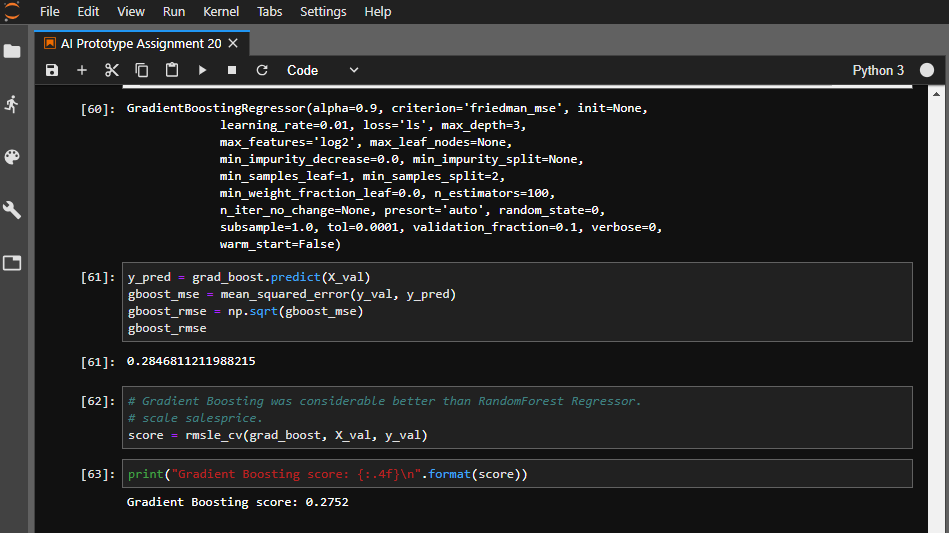 File Edit View Run Kernel Tabs Settings Help
AI Prototype Assignment 20
Code
Python 3
[60]: GradientBoostingRegressor(alpha=0.9, criterion='friedman_mse', init=None,
learning_rate=0.01, loss='ls', max_depth=3,
max_features='log2', max_leaf_nodes=None,
min_impurity_decrease=0.0, min_impurity_split=None,
min_samples_leaf=1, min_samples_split=2,
min_weight_fraction_leaf=0.0, n_estimators=100,
n_iter_no_change=None, presort='auto', random_state=0,
subsample=1.0, tol=0.0001, validation_fraction=0.1, verbose=0,
warm_start=False)
[61]: y_pred = grad_boost.predict(X_val)
gboost_mse = mean_squared_error(y_val, y_pred)
gboost_rmse = np.sqrt(gboost_mse)
gboost_rmse
[61]: 0.2846811211988215
[62]: # Gradient Boosting was considerable better than RandomForest Regressor.
# scale salesprice.
score = rmsle_cv(grad_boost, X_val, y_val)
[63]: print("Gradient Boosting score: {:.4f}\n".format(score))
Gradient Boosting score: 0.2752